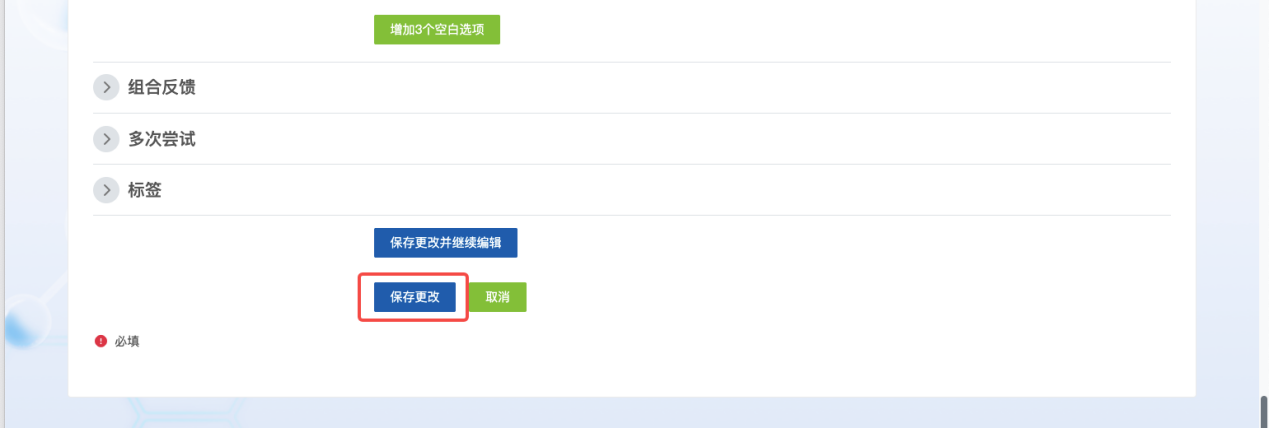 增加3个空白选项
组合反馈
多次尝试
标签
保存更改并继续编辑
保存更改 取消
必填